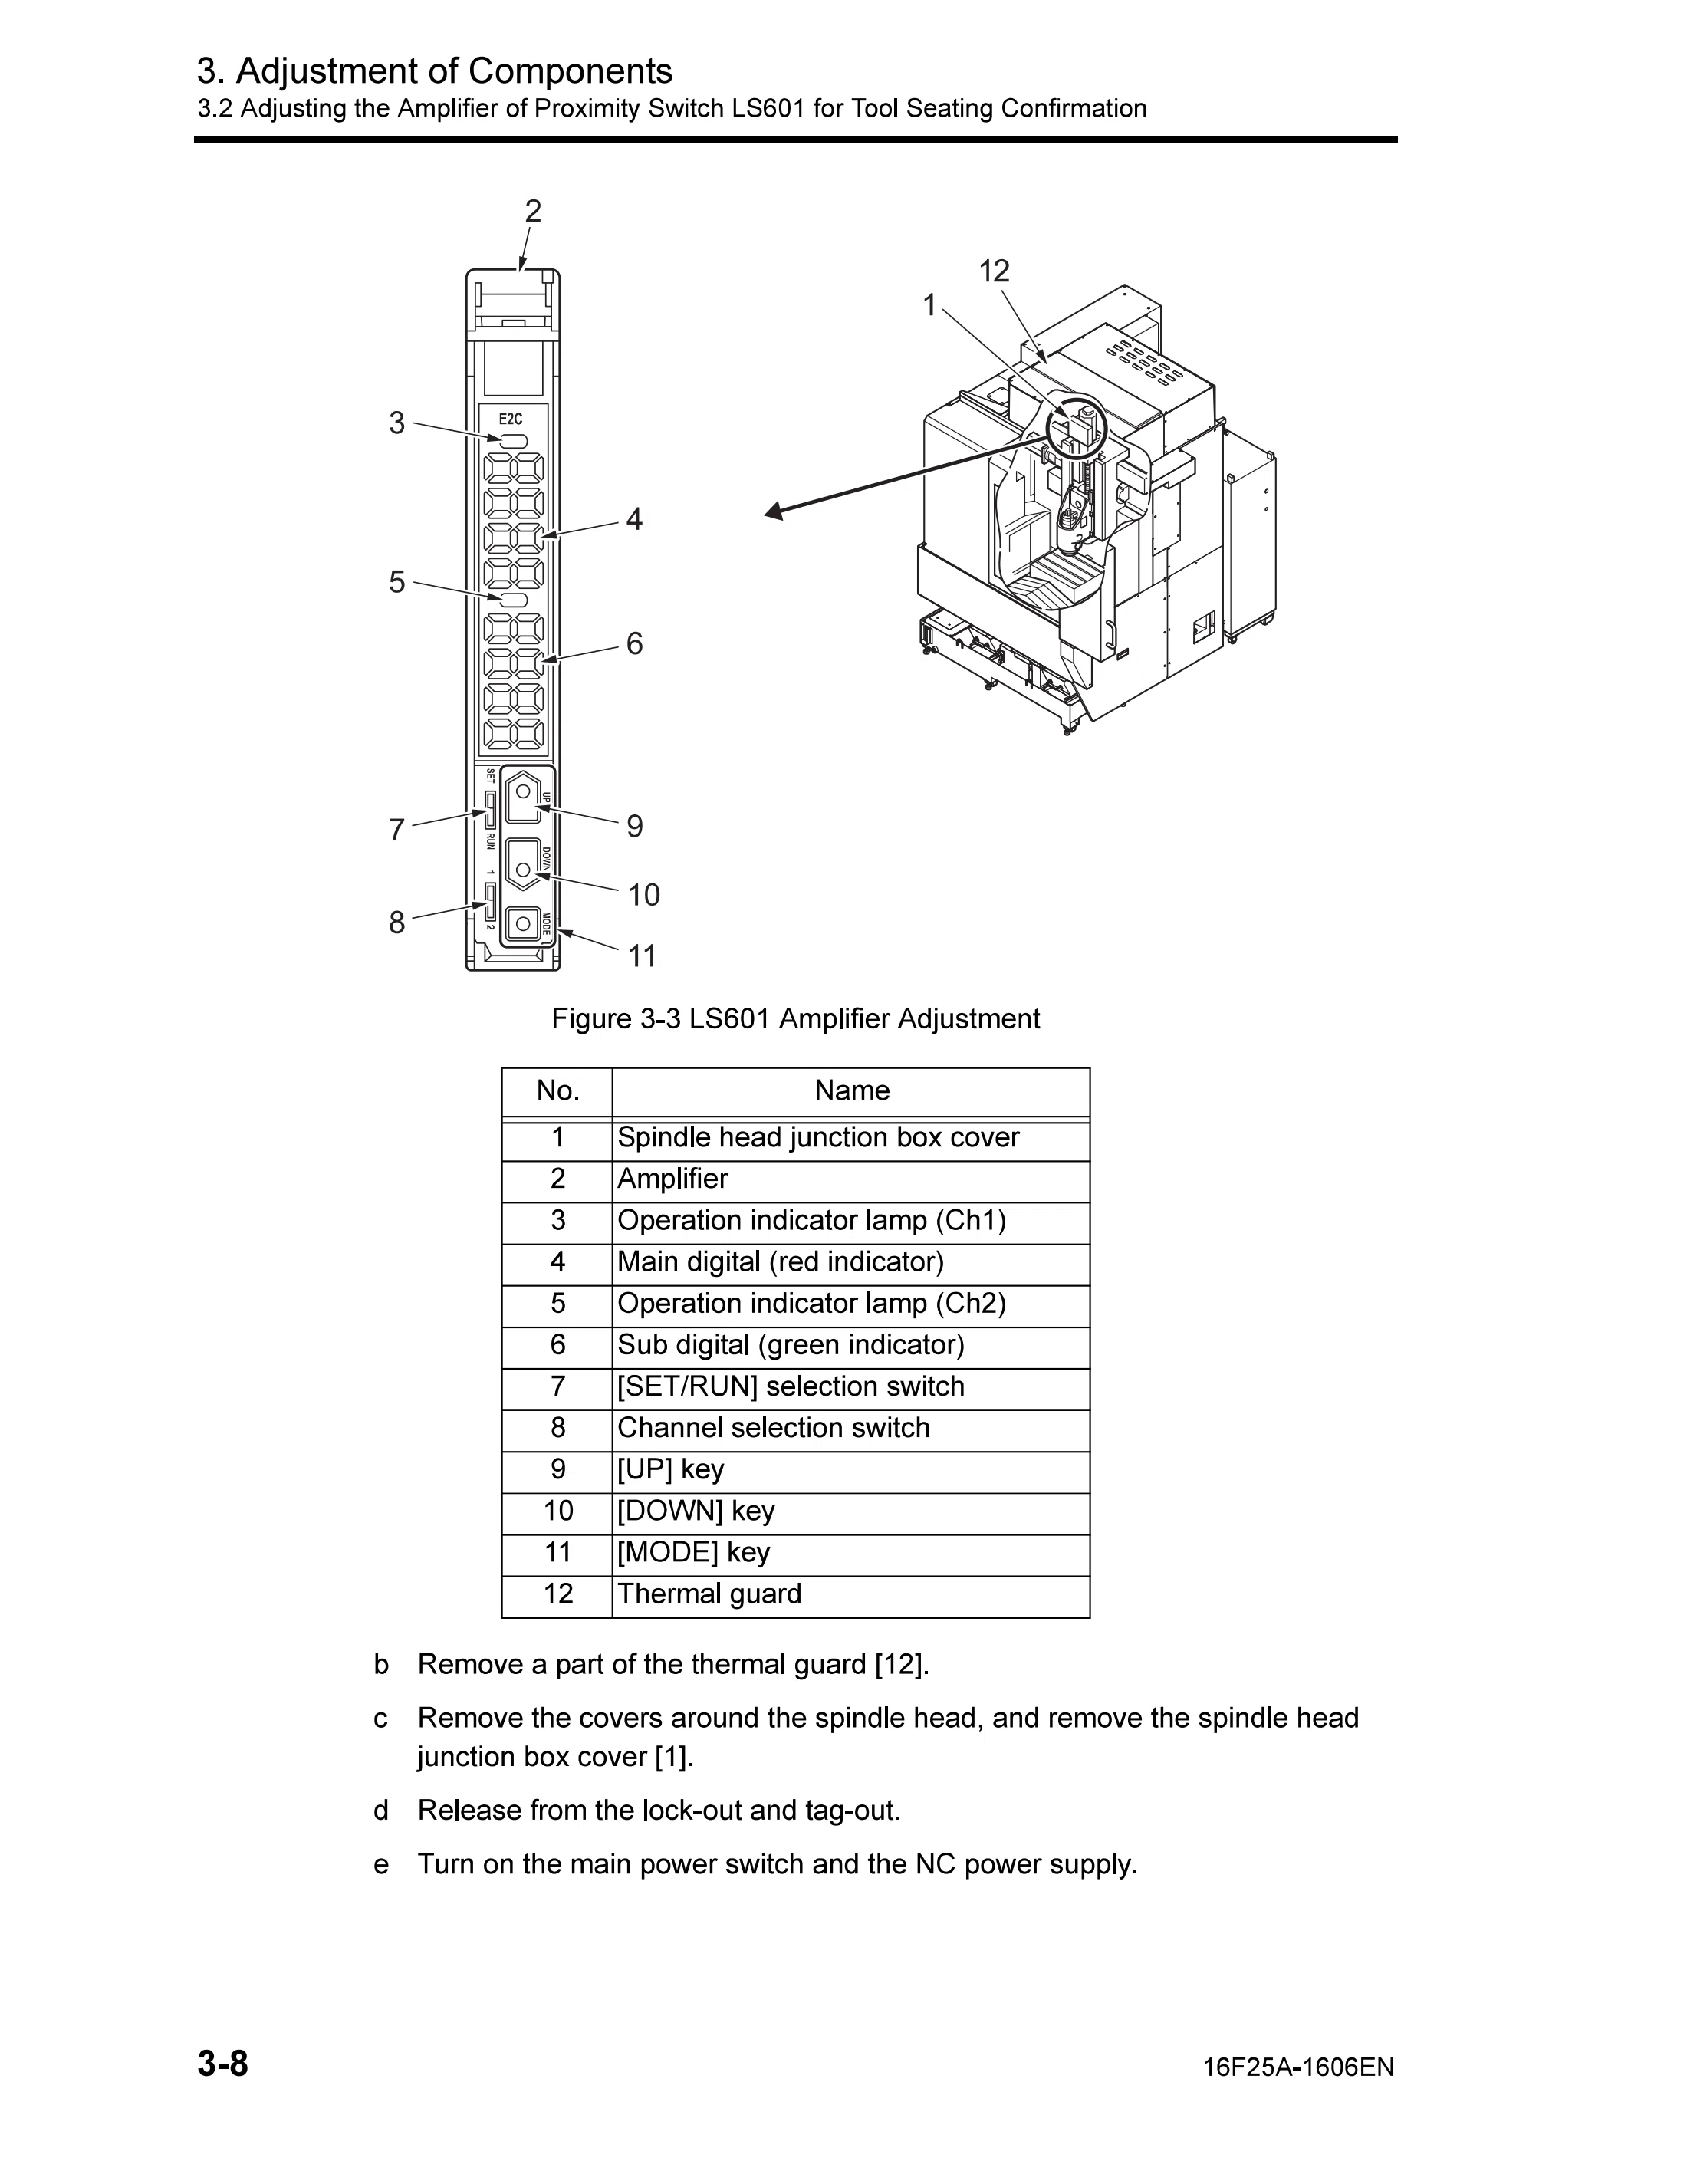 3. Adjustment of Components
3.2 Adjusting the Amplifier of Proximity Switch LS601 for Tool Seating Confirmation
2
12
1
E2C
3
4
5
6
SET
UP
7
9
RUN
DOWN
1
10
8
MODE
2
11
Figure 3-3 LS601 Amplifier Adjustment
No. Name
1 Spindle head junction box cover
2 Amplifier
3 Operation indicator lamp (Ch1)
4 Main digital (red indicator)
5 Operation indicator lamp (Ch2)
6 Sub digital (green indicator)
7 [SET/RUN] selection switch
8 Channel selection switch
9 [UP] key
10 [DOWN] key
11 [MODE] key
12 Thermal guard
b Remove a part of the thermal guard [12].
c Remove the covers around the spindle head, and remove the spindle head
junction box cover [1].
d Release from the lock-out and tag-out.
e Turn on the main power switch and the NC power supply.
3-8
16F25A-1606EN